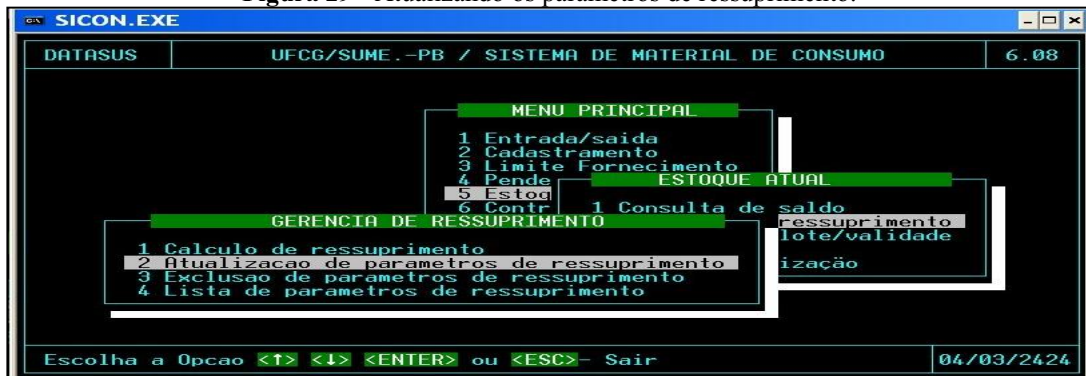 Figura 29 - Atualizando os parâmetros de ressuprimento.
SICON.EXE
DATASUS UFCG/SUME.-PB / SISTEMA DE MATERIAL DE CONSUMO 6.08
MENU PRINCIPAL
1 Entrada/saida
2 Cadastramento
3 Limite Fornecimento
4 Pende
5 Estoq
6 Contr
ESTOQUE ATUAL
1 Consulta de saldo
ressuprimento
lote/validade
ização
GERENCIA DE RESSUPRIMENTO
1 Calculo de ressuprimento
2 Atualizacao de parametros de ressuprimento
3 Exclusao de parametros de ressuprimento
4 Lista de parametros de ressuprimento
Escolha a Opcao <↑> <↓> <ENTER> ou <ESC>- Sair 04/03/2424